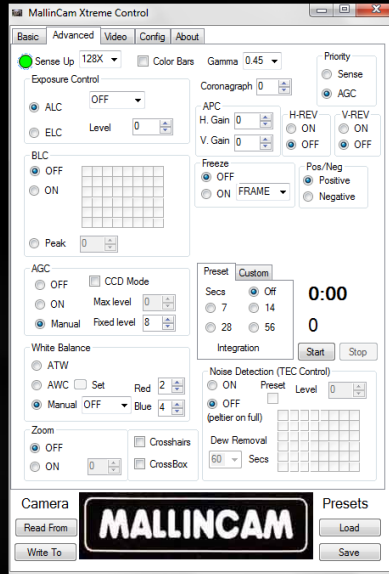 MallinCam Xtreme Control
Basic Advanced Video Config About
Sense Up 128X Color Bars Gamma 0.45
Priority
Sense
AGC
Exposure Control
ALC OFF
ELC Level 0
Coronagraph 0
APC
H. Gain 0
V. Gain 0
H-REV
ON
OFF
V-REV
ON
OFF
BLC
OFF
ON
Peak 0
Freeze
OFF
ON FRAME
Pos/Neg
Positive
Negative
AGC
OFF CCD Mode
ON Max level 0
Manual Fixed level 8
Preset Custom
Secs Off
7 14
28 56
Integration
0:00
0
Start Stop
White Balance
ATW
AWC Set Red 2
Manual OFF Blue 4
Noise Detection (TEC Control)
ON Preset Level 0
OFF
(peltier on full)
Dew Removal
60 Secs
Zoom
OFF
ON 0
Crosshairs
CrossBox
Camera
Read From
Write To
MALLINCAM
Presets
Load
Save